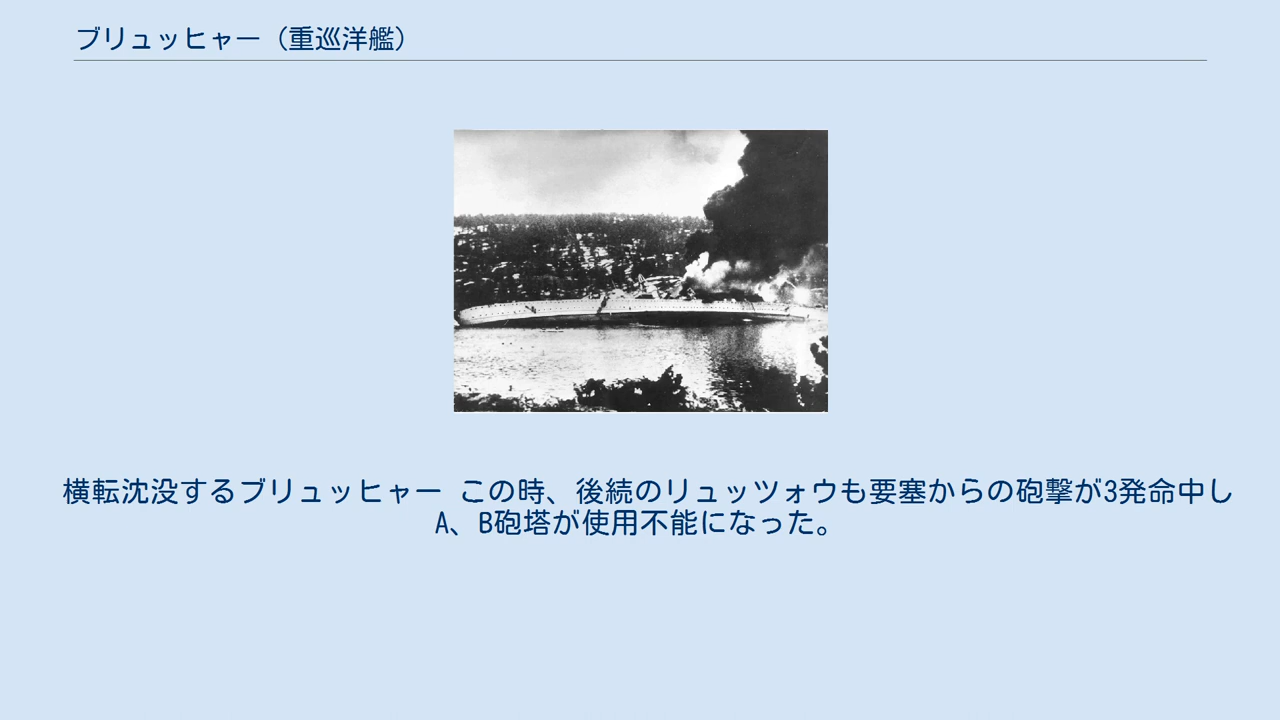 ブリュッヒャー（重巡洋艦）
横転沈没するブリュッヒャー この時、後続のリュッツォウも要塞からの砲撃が3発命中し
A、B砲塔が使用不能になった。